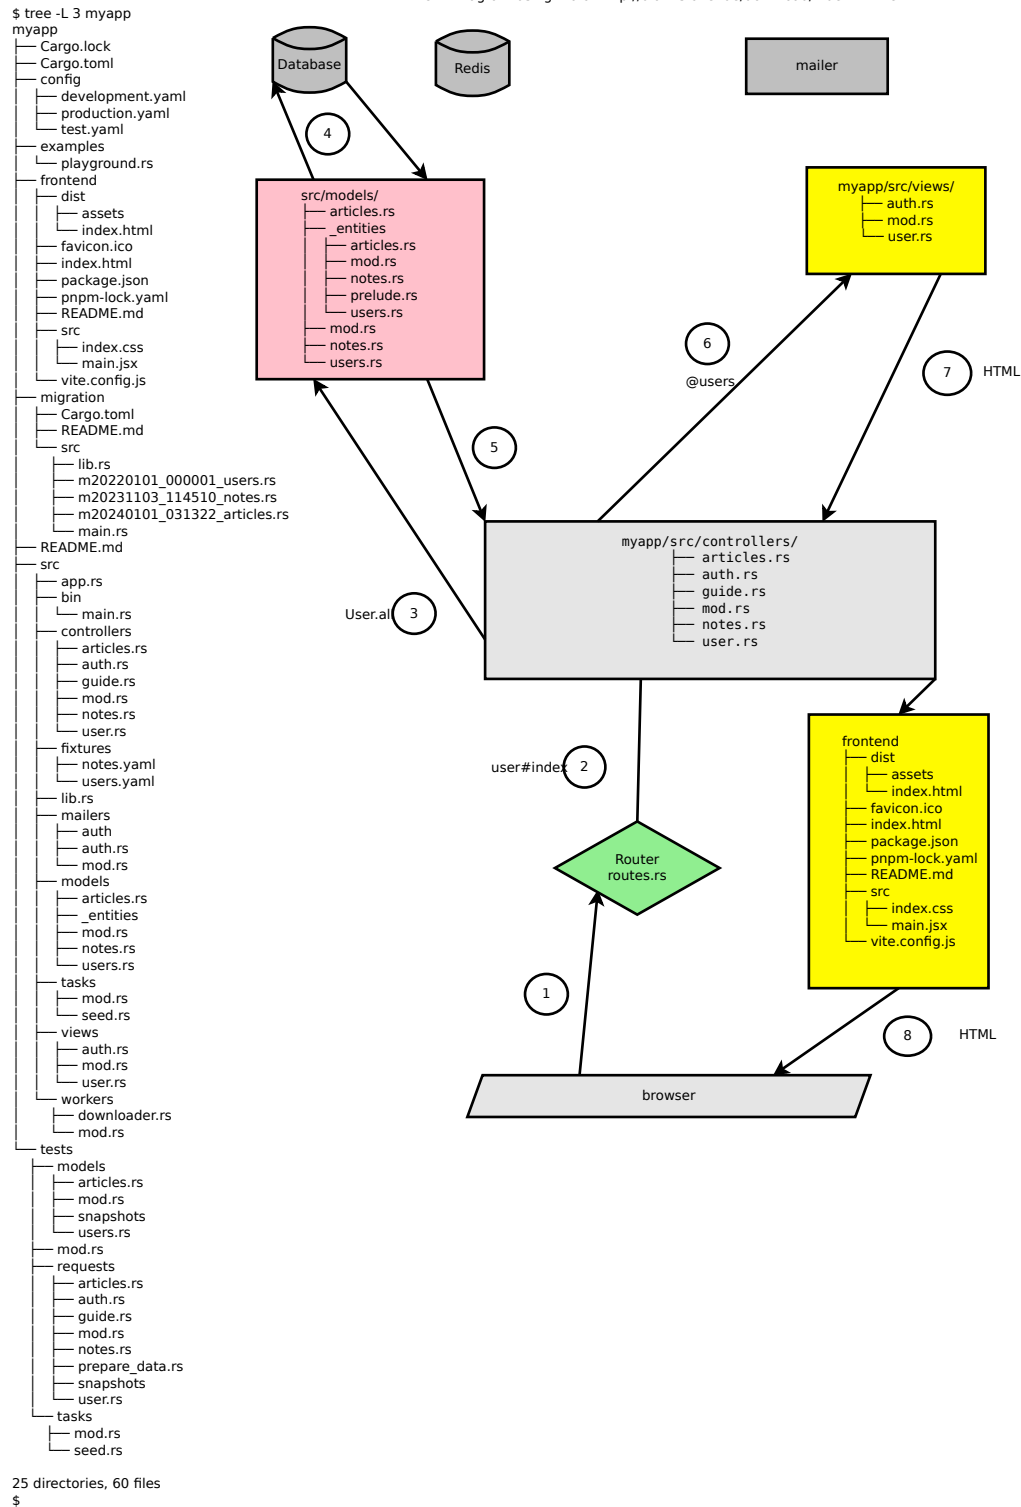 $ tree -L 3 myapp
myapp
├── Cargo.lock
├── Cargo.toml
├── config
│   ├── development.yaml
│   ├── production.yaml
│   └── test.yaml
├── examples
│   └── playground.rs
├── frontend
│   ├── dist
│   │   ├── assets
│   │   └── index.html
│   ├── favicon.ico
│   ├── index.html
│   ├── package.json
│   ├── pnpm-lock.yaml
│   ├── README.md
│   ├── src
│   │   ├── index.css
│   │   └── main.jsx
│   └── vite.config.js
├── migration
│   ├── Cargo.toml
│   ├── README.md
│   └── src
│       ├── lib.rs
│       ├── m20220101_000001_users.rs
│       ├── m20231103_114510_notes.rs
│       ├── m20240101_031322_articles.rs
│       └── main.rs
├── README.md
├── src
│   ├── app.rs
│   ├── bin
│   │   └── main.rs
│   ├── controllers
│   │   ├── articles.rs
│   │   ├── auth.rs
│   │   ├── guide.rs
│   │   ├── mod.rs
│   │   ├── notes.rs
│   │   └── user.rs
│   ├── fixtures
│   │   ├── notes.yaml
│   │   └── users.yaml
│   ├── lib.rs
│   ├── mailers
│   │   ├── auth
│   │   ├── auth.rs
│   │   └── mod.rs
│   ├── models
│   │   ├── articles.rs
│   │   ├── _entities
│   │   ├── mod.rs
│   │   ├── notes.rs
│   │   └── users.rs
│   ├── tasks
│   │   ├── mod.rs
│   │   └── seed.rs
│   ├── views
│   │   ├── auth.rs
│   │   ├── mod.rs
│   │   └── user.rs
│   └── workers
│       ├── downloader.rs
│       └── mod.rs
└── tests
    ├── models
    │   ├── articles.rs
    │   ├── mod.rs
    │   ├── snapshots
    │   └── users.rs
    ├── mod.rs
    ├── requests
    │   ├── articles.rs
    │   ├── auth.rs
    │   ├── guide.rs
    │   ├── mod.rs
    │   ├── notes.rs
    │   ├── prepare_data.rs
    │   ├── snapshots
    │   └── user.rs
    └── tasks
        ├── mod.rs
        └── seed.rs
25 directories, 60 files
$
Database
Redis
mailer
4
src/models/
├── articles.rs
├── _entities
│   ├── articles.rs
│   ├── mod.rs
│   ├── notes.rs
│   ├── prelude.rs
│   └── users.rs
├── mod.rs
├── notes.rs
└── users.rs
myapp/src/views/
├── auth.rs
├── mod.rs
└── user.rs
6
@users
7
HTML
5
myapp/src/controllers/
├── articles.rs
├── auth.rs
├── guide.rs
├── mod.rs
├── notes.rs
└── user.rs
User.all
3
user#index
2
Router
routes.rs
frontend
├── dist
│   ├── assets
│   └── index.html
├── favicon.ico
├── index.html
├── package.json
├── pnpm-lock.yaml
├── README.md
├── src
│   ├── index.css
│   └── main.jsx
└── vite.config.js
1
8
HTML
browser